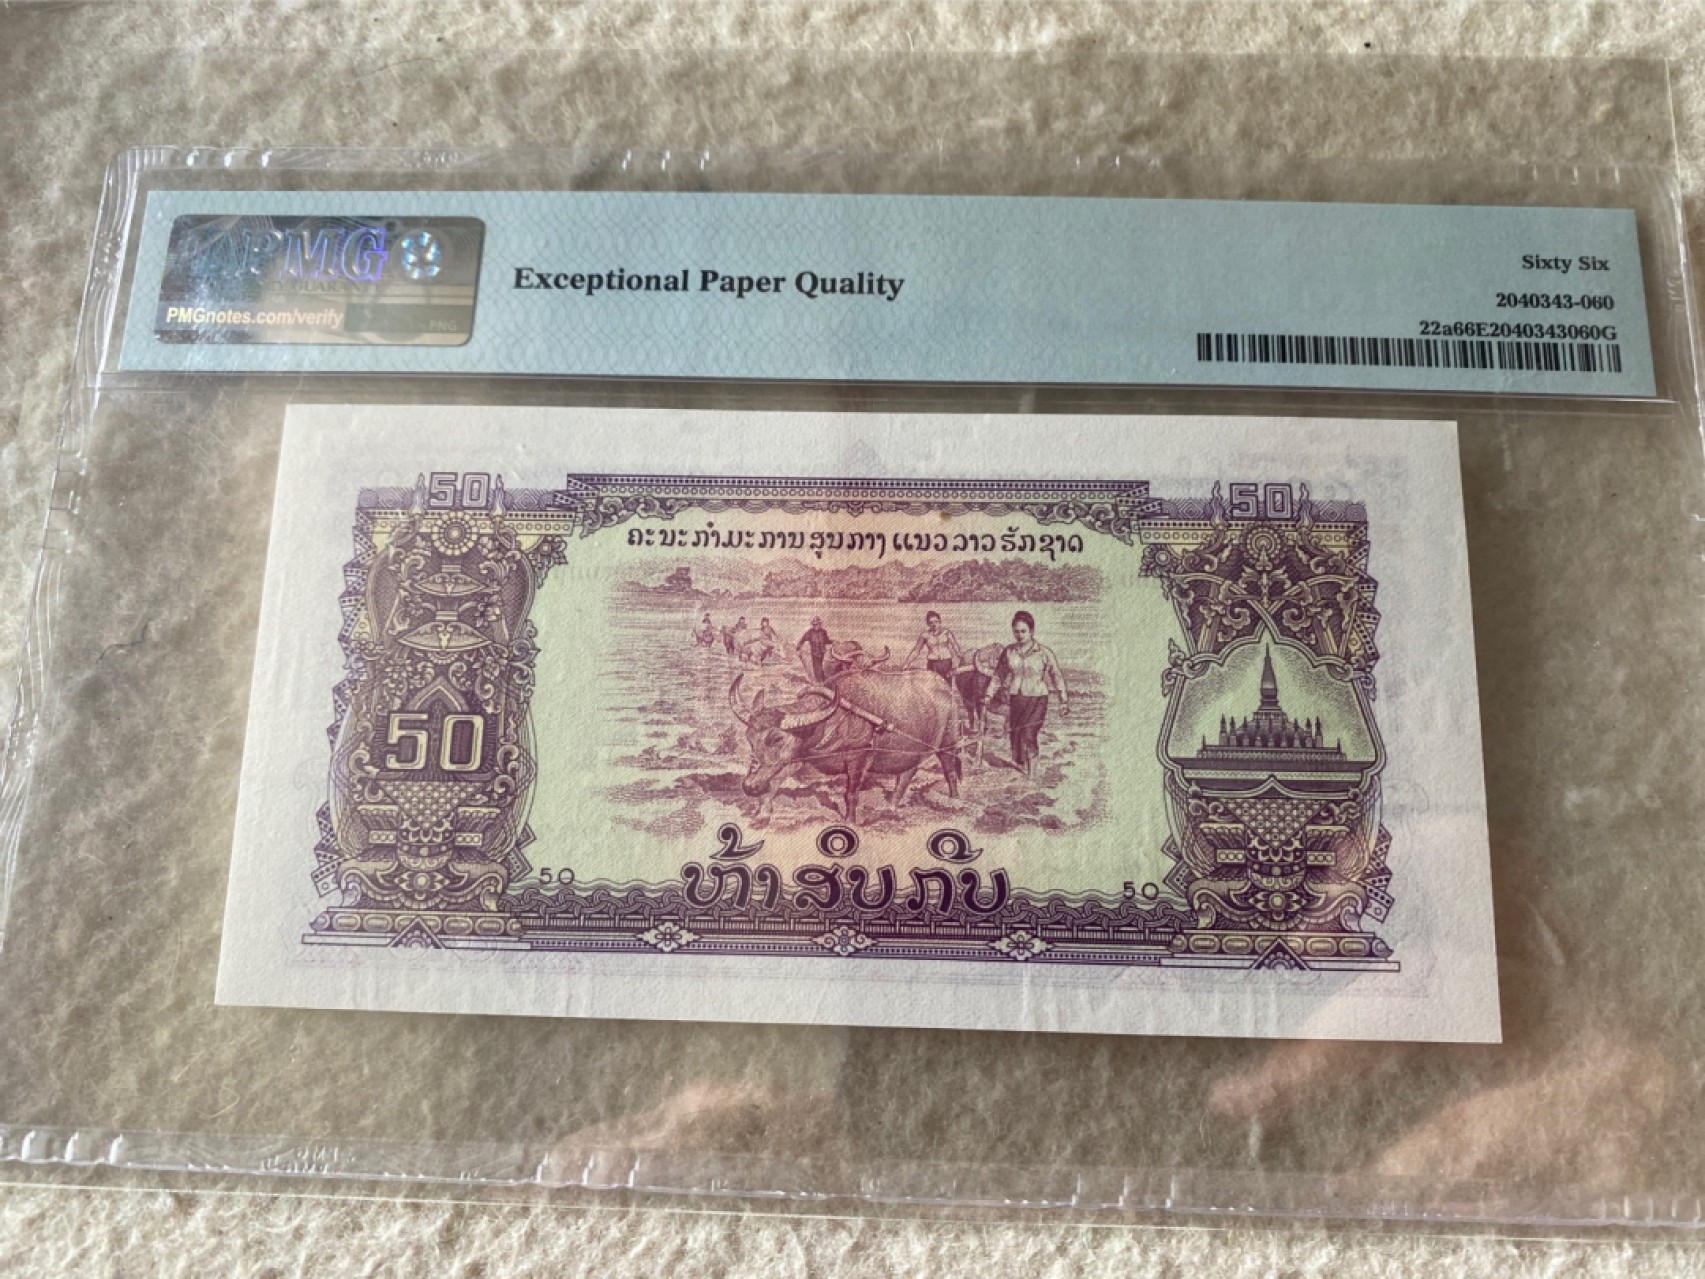 PMG
PMGnotes.com/verify
PNG
Exceptional Paper Quality
Sixty Six
2040343-060
22a66E2040343060G
50
50
ຄະນະກຳມະການສູນກາງ ແນວລາວຮັກຊາດ
50
50
50
ຫ້າສິບກີບ